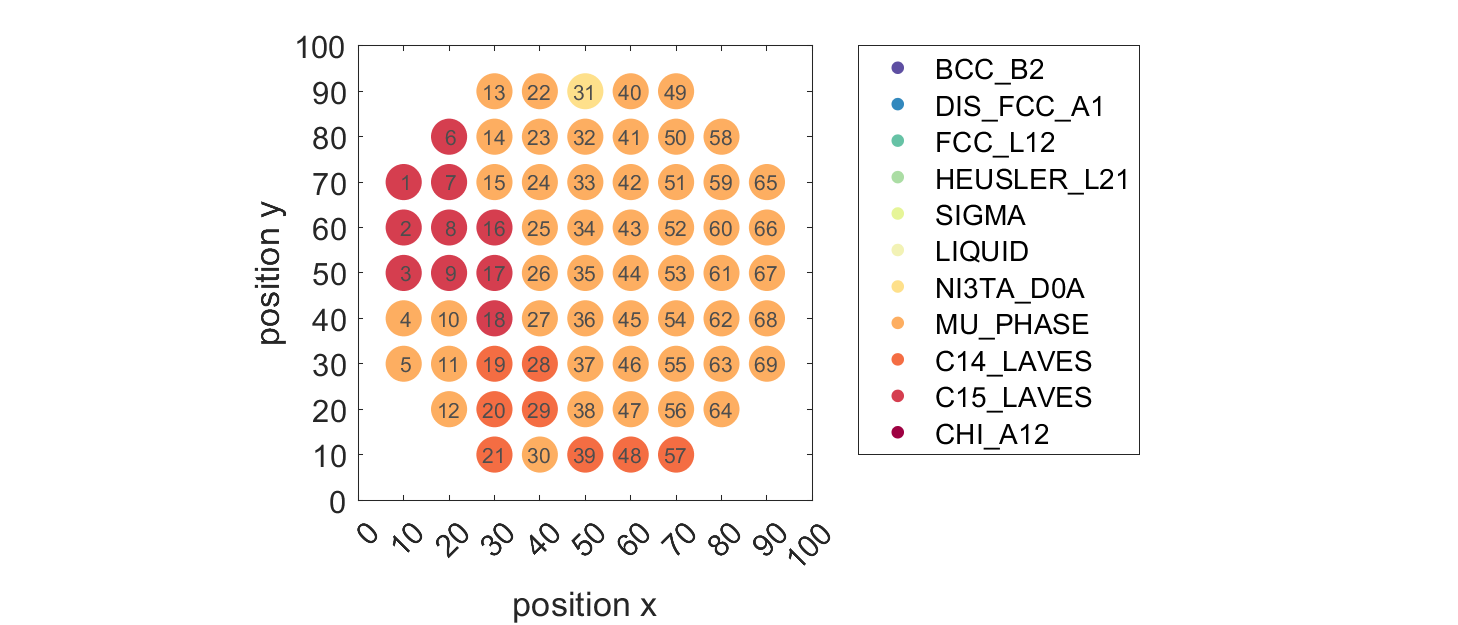 100
90
80
70
60
50
40
30
20
10
0
13 22 31 40 49
6 14 23 32 41 50 58
1 7 15 24 33 42 51 59 65
2 8 16 25 34 43 52 60 66
3 9 17 26 35 44 53 61 67
4 10 18 27 36 45 54 62 68
5 11 19 28 37 46 55 63 69
12 20 29 38 47 56 64
21 30 39 48 57
0 10 20 30 40 50 60 70 80 90 100
position x
position y
BCC_B2
DIS_FCC_A1
FCC_L12
HEUSLER_L21
SIGMA
LIQUID
NI3TA_D0A
MU_PHASE
C14_LAVES
C15_LAVES
CHI_A12